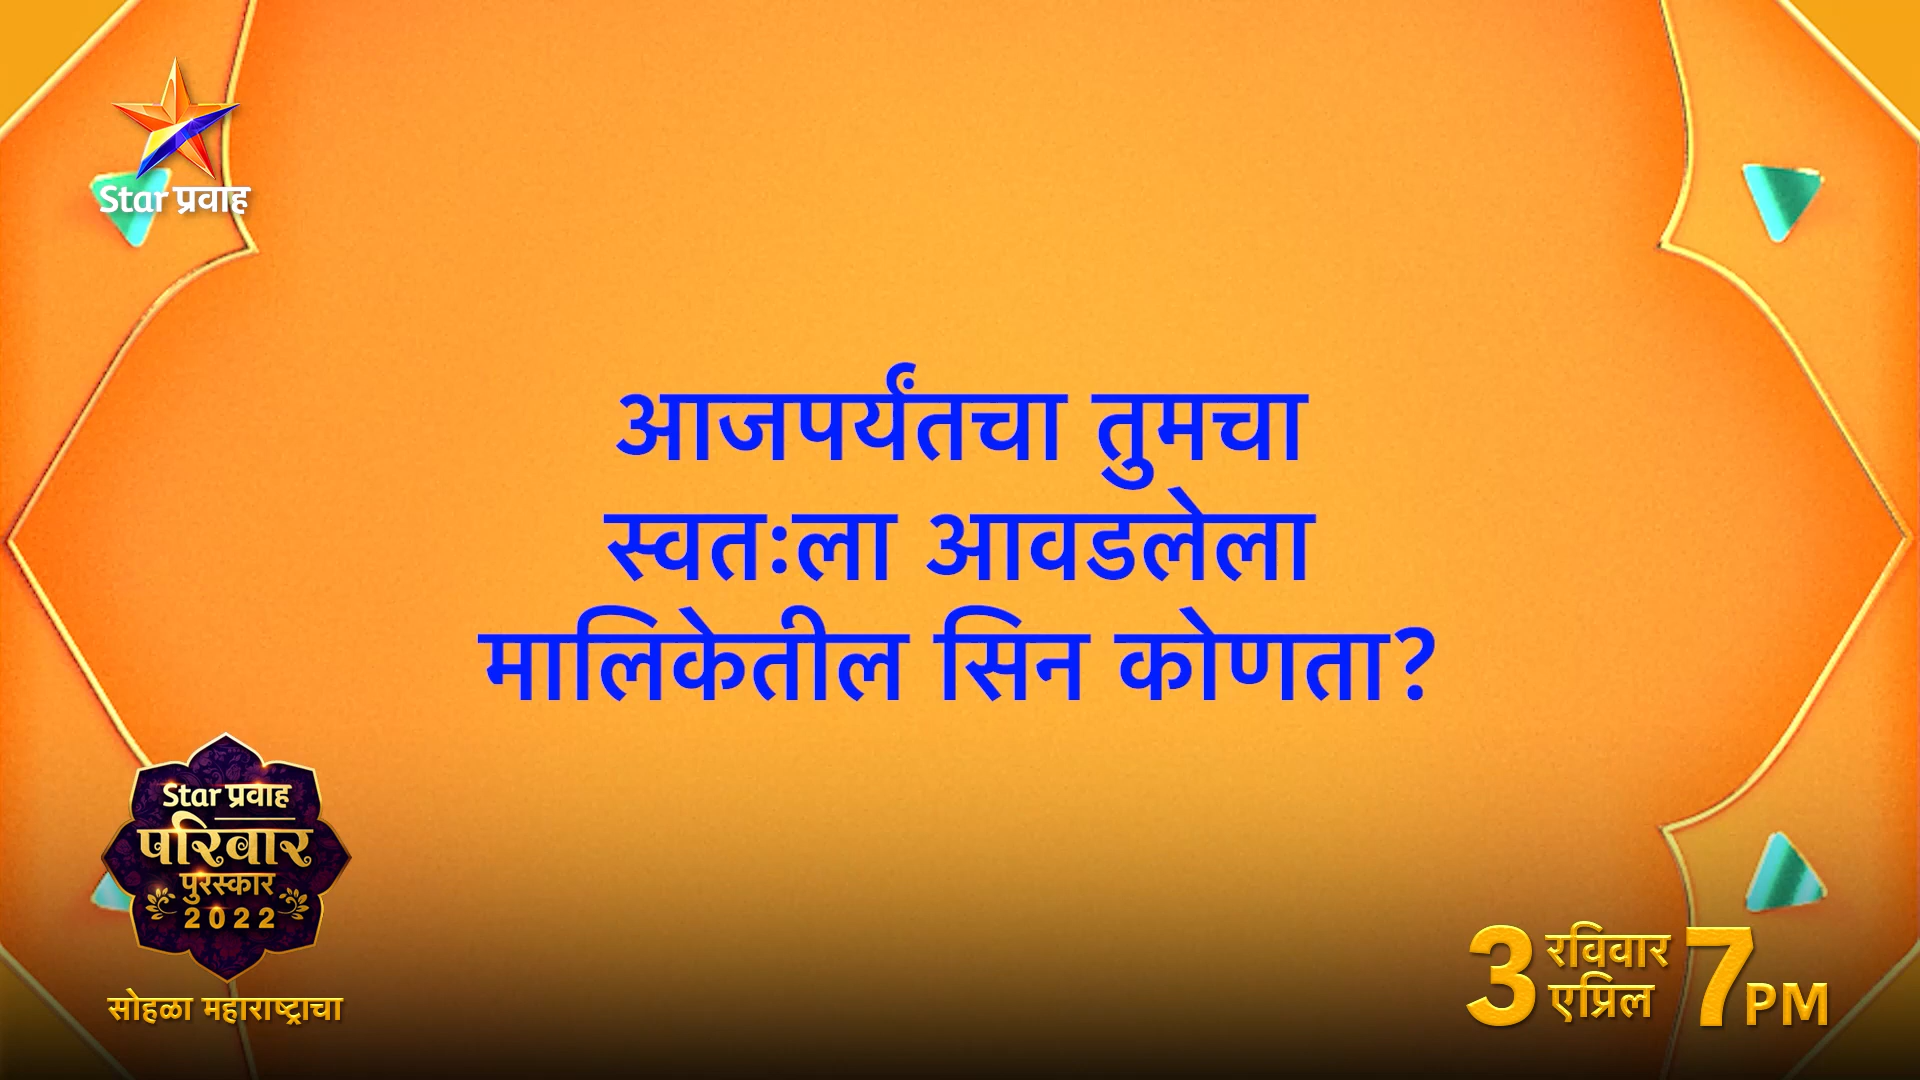 Star प्रवाह
आजपर्यंतचा तुमचा
स्वतःला आवडलेला
मालिकेतील सिन कोणता?
Star प्रवाह
परिवार
पुरस्कार
2022
सोहळा महाराष्ट्राचा
3 रविवार एप्रिल 7PM